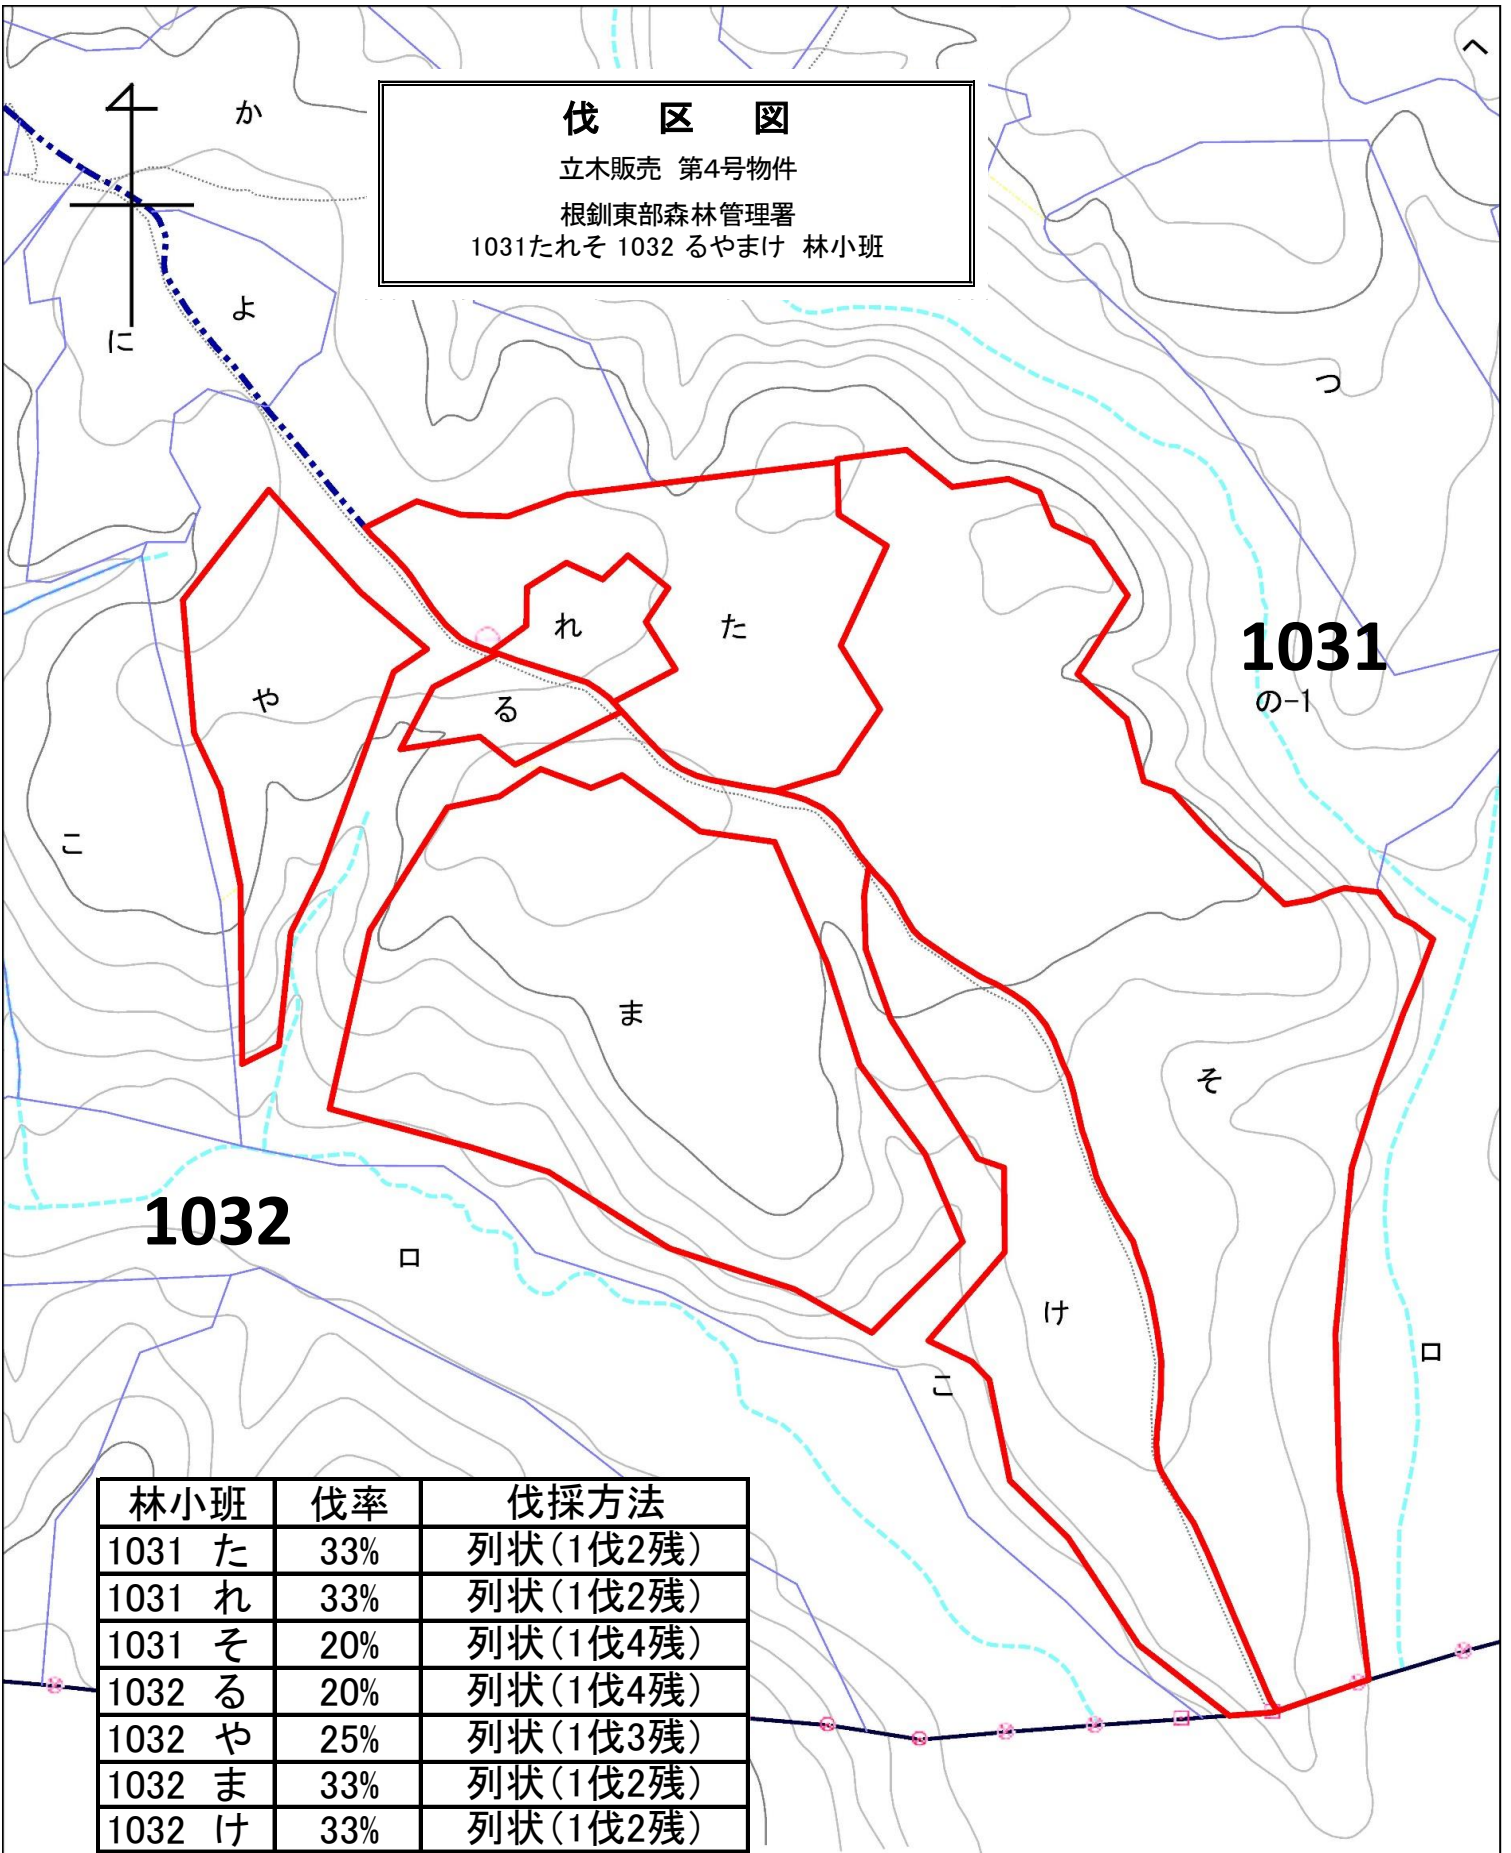 へ
か
伐 区 図
立木販売 第4号物件
根釧東部森林管理署
1031たれそ 1032 るやまけ 林小班
よ
に
つ
れ
た
1031
の-1
や
る
こ
ま
そ
1032
ロ
け
ロ
こ
林小班 伐率 伐採方法
1031 た 33% 列状(1伐2残)
1031 れ 33% 列状(1伐2残)
1031 そ 20% 列状(1伐4残)
1032 る 20% 列状(1伐4残)
1032 や 25% 列状(1伐3残)
1032 ま 33% 列状(1伐2残)
1032 け 33% 列状(1伐2残)